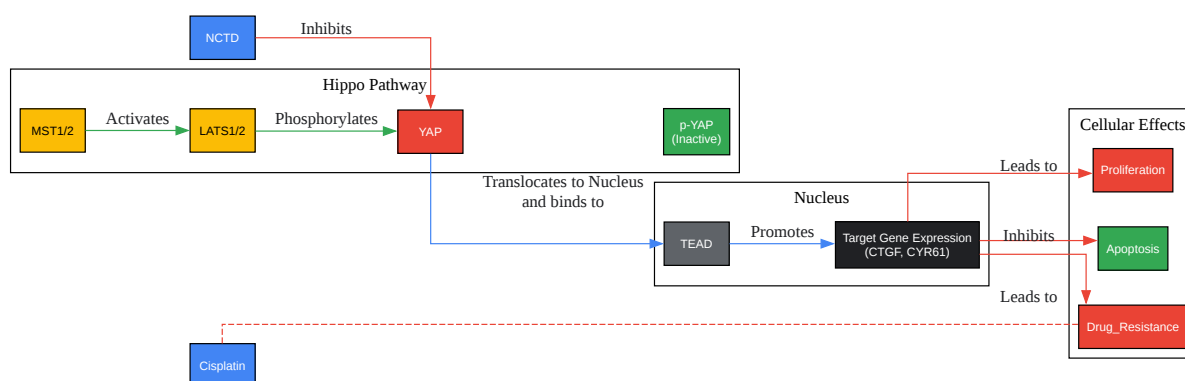 NCTD
Inhibits
Hippo Pathway
MST1/2
Activates
LATS1/2
Phosphorylates
YAP
p-YAP
(Inactive)
Translocates to Nucleus
and binds to
Nucleus
TEAD
Promotes
Target Gene Expression
(CTGF, CYR61)
Leads to
Inhibits
Leads to
Cellular Effects
Proliferation
Apoptosis
Drug_Resistance
Cisplatin